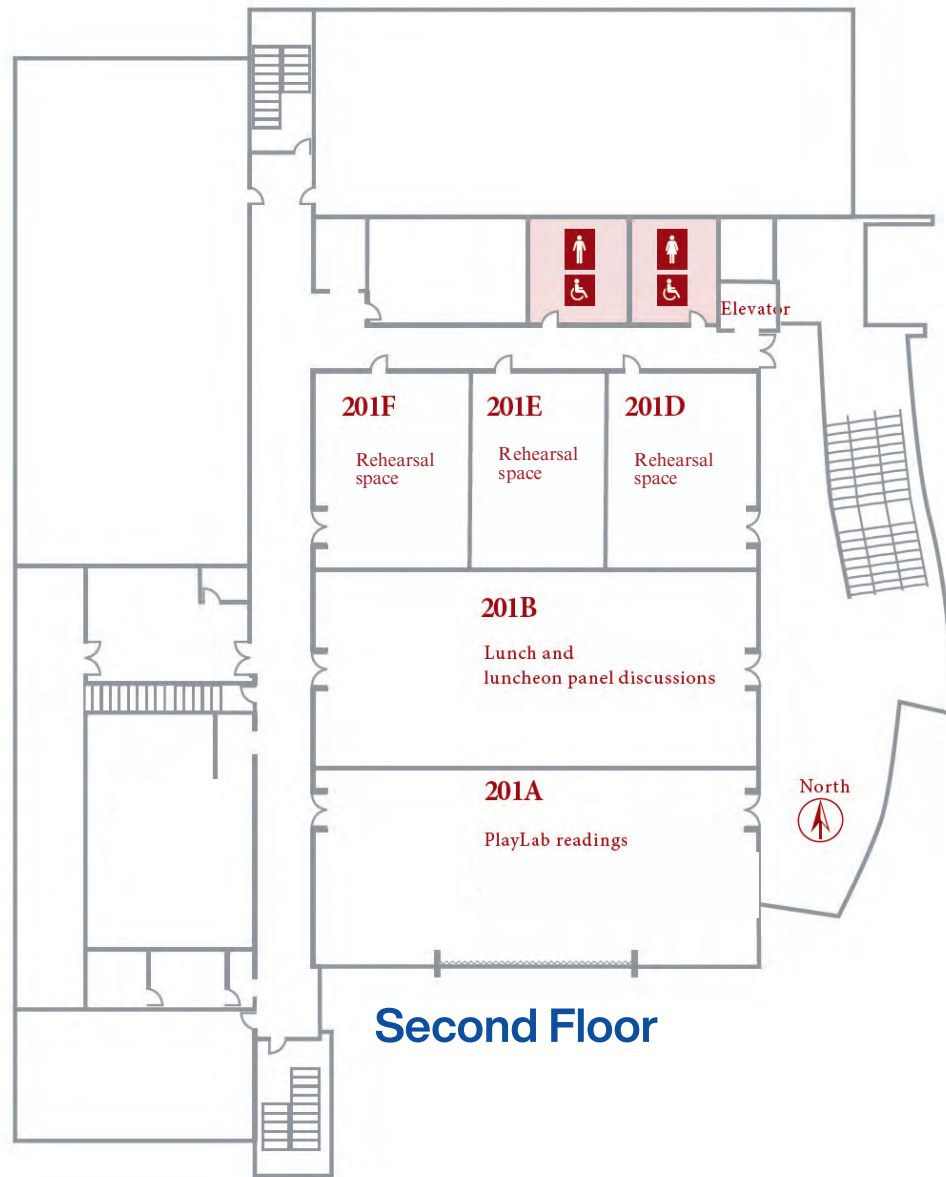 Elevator
201F
201E
201D
Rehearsal
space
Rehearsal
space
Rehearsal
space
201B
Lunch and
luncheon panel discussions
201A
North
PlayLab readings
Second Floor